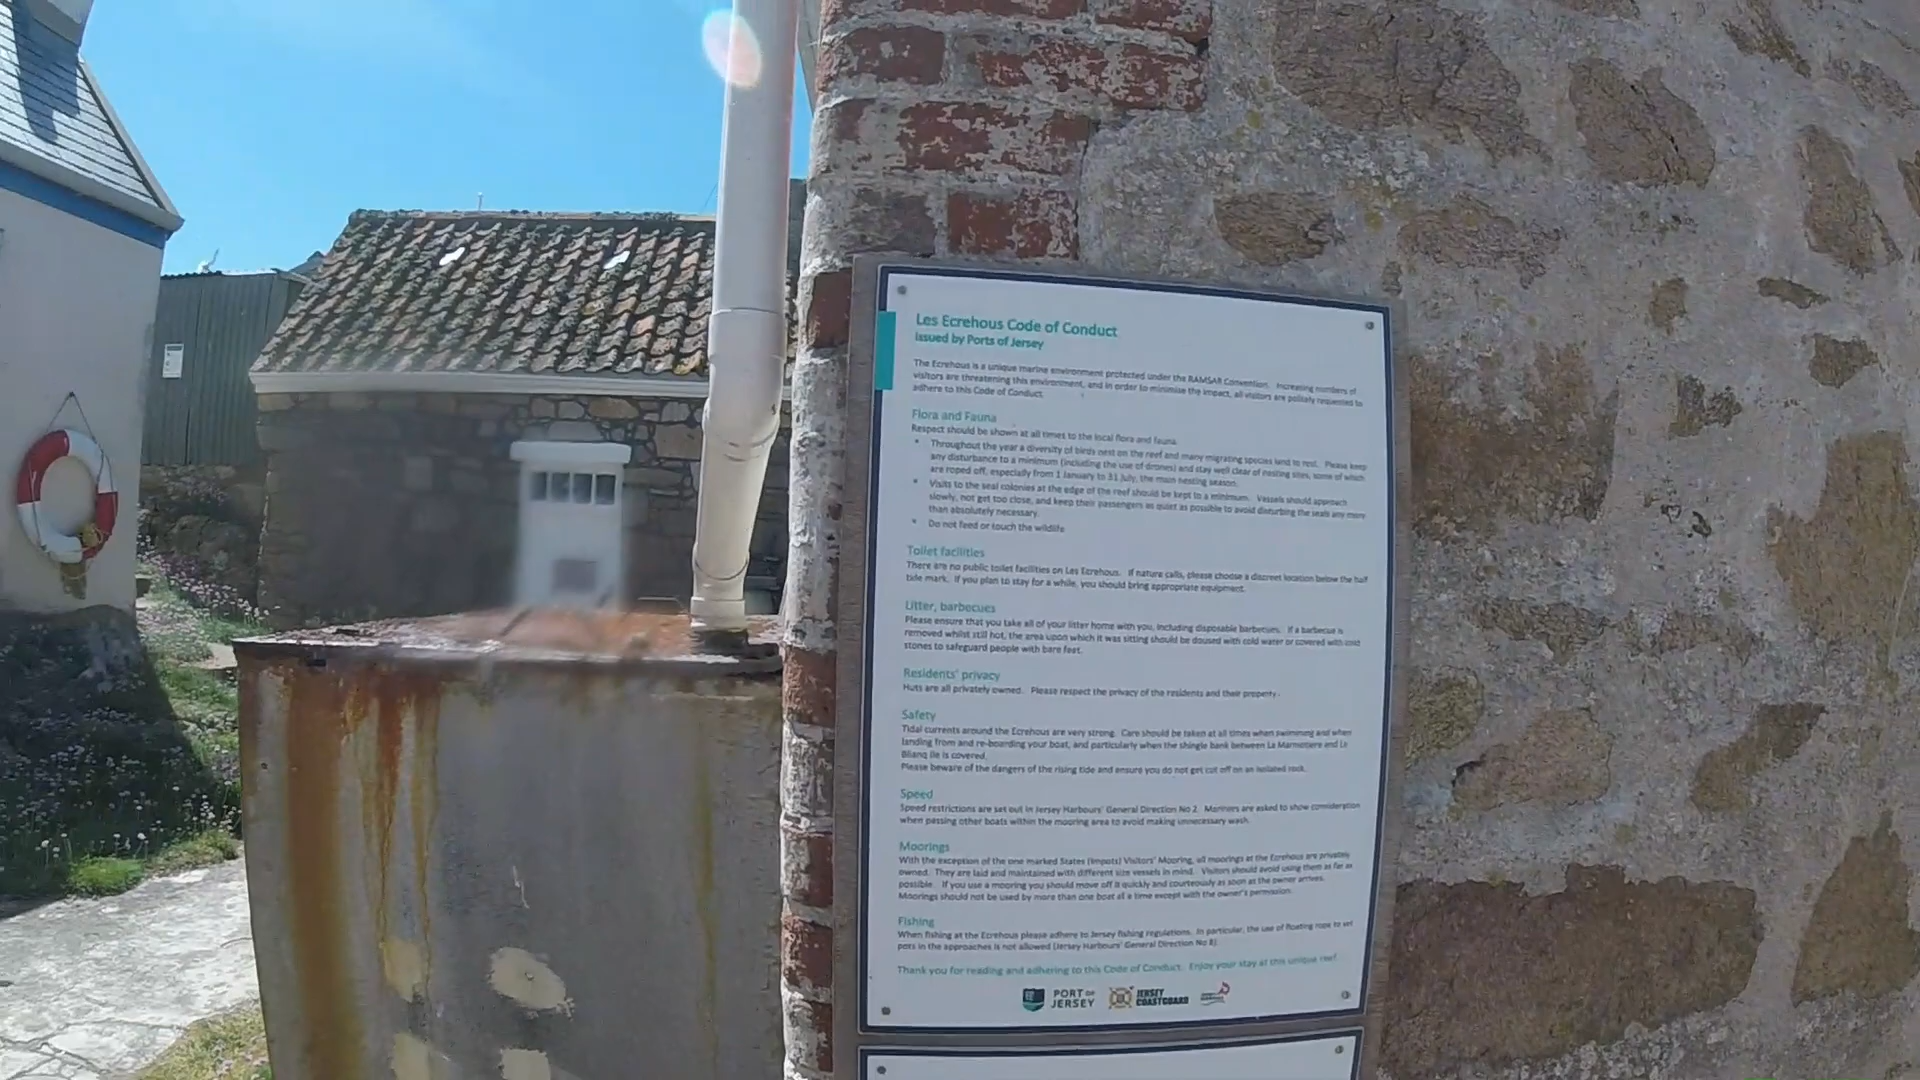 Les Ecrehous Code of Conduct
Issued by Ports of Jersey
The Ecrehous is a unique marine environment protected under the RAMSAR Convention. Increasing numbers of
visitors are threatening this environment, and in order to minimise the impact, all visitors are politely requested to
adhere to this Code of Conduct.
Flora and Fauna
Respect should be shown at all times to the local flora and fauna.
• Throughout the year a diversity of birds nest on the reef and many migrating species land to rest. Please keep
any disturbance to a minimum (including the use of drones) and stay well clear of nesting sites, some of which
are roped off, especially from 1 January to 31 July, the main nesting season.
• Visits to the seal colonies at the edge of the reef should be kept to a minimum. Vessels should approach
slowly, not get too close, and keep their passengers as quiet as possible to avoid disturbing the seals any more
than absolutely necessary.
• Do not feed or touch the wildlife
Toilet facilities
There are no public toilet facilities on Les Ecrehous. If nature calls, please choose a discreet location below the half
tide mark. If you plan to stay for a while, you should bring appropriate equipment.
Litter, barbecues
Please ensure that you take all of your litter home with you, including disposable barbecues. If a barbecue is
removed whilst still hot, the area upon which it was sitting should be doused with cold water or covered with cold
stones to safeguard people with bare feet.
Residents' privacy
Huts are all privately owned. Please respect the privacy of the residents and their property.
Safety
Tidal currents around the Ecrehous are very strong. Care should be taken at all times when swimming and when
landing from and re-boarding your boat, and particularly when the shingle bank between La Marmotiere and Le
Blianq Ile is covered.
Please beware of the dangers of the rising tide and ensure you do not get cut off on an isolated rock.
Speed
Speed restrictions are set out in Jersey Harbours' General Direction No 2. Mariners are asked to show consideration
when passing other boats within the mooring area to avoid making unnecessary wash.
Moorings
With the exception of the one marked States (Impots) Visitors' Mooring, all moorings at the Ecrehous are privately
owned. They are laid and maintained with different size vessels in mind. Visitors should avoid using them as far as
possible. If you use a mooring you should move off it quickly and courteously as soon as the owner arrives.
Moorings should not be used by more than one boat at a time except with the owner's permission.
Fishing
When fishing at the Ecrehous please adhere to Jersey fishing regulations. In particular, the use of floating rope to set
pots in the approaches is not allowed (Jersey Harbours' General Direction No 8).
Thank you for reading and adhering to this Code of Conduct. Enjoy your stay at this unique reef.
PORT OF
JERSEY
JERSEY
COASTGUARD